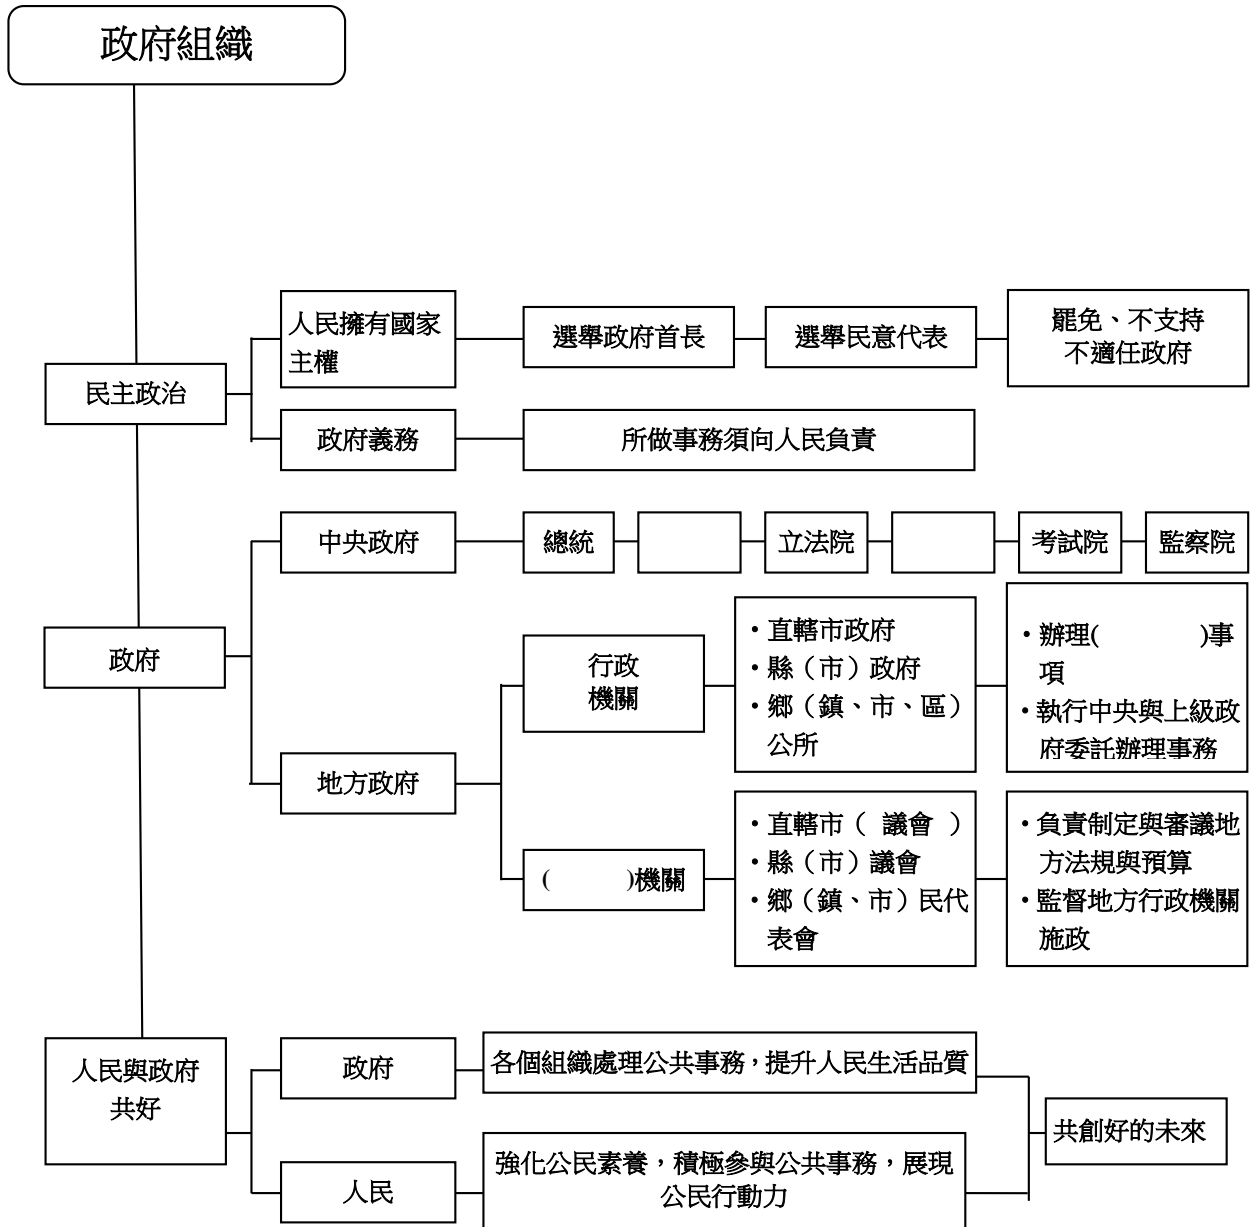 政府組織
人民擁有國家
主權
選舉政府首長
選舉民意代表
罷免、不支持
不適任政府
民主政治
政府義務
所做事務須向人民負責
中央政府
總統
立法院
考試院
監察院
政府
行政
機關
・直轄市政府
・縣（市）政府
・鄉（鎮、市、區）
公所
・辦理(　　　　)事
項
・執行中央與上級政
府委託辦理事務
地方政府
(　　　)機關
・直轄市（ 議會 ）
・縣（市）議會
・鄉（鎮、市）民代
表會
・負責制定與審議地
方法規與預算
・監督地方行政機關
施政
人民與政府
共好
政府
各個組織處理公共事務，提升人民生活品質
共創好的未來
人民
強化公民素養，積極參與公共事務，展現
公民行動力